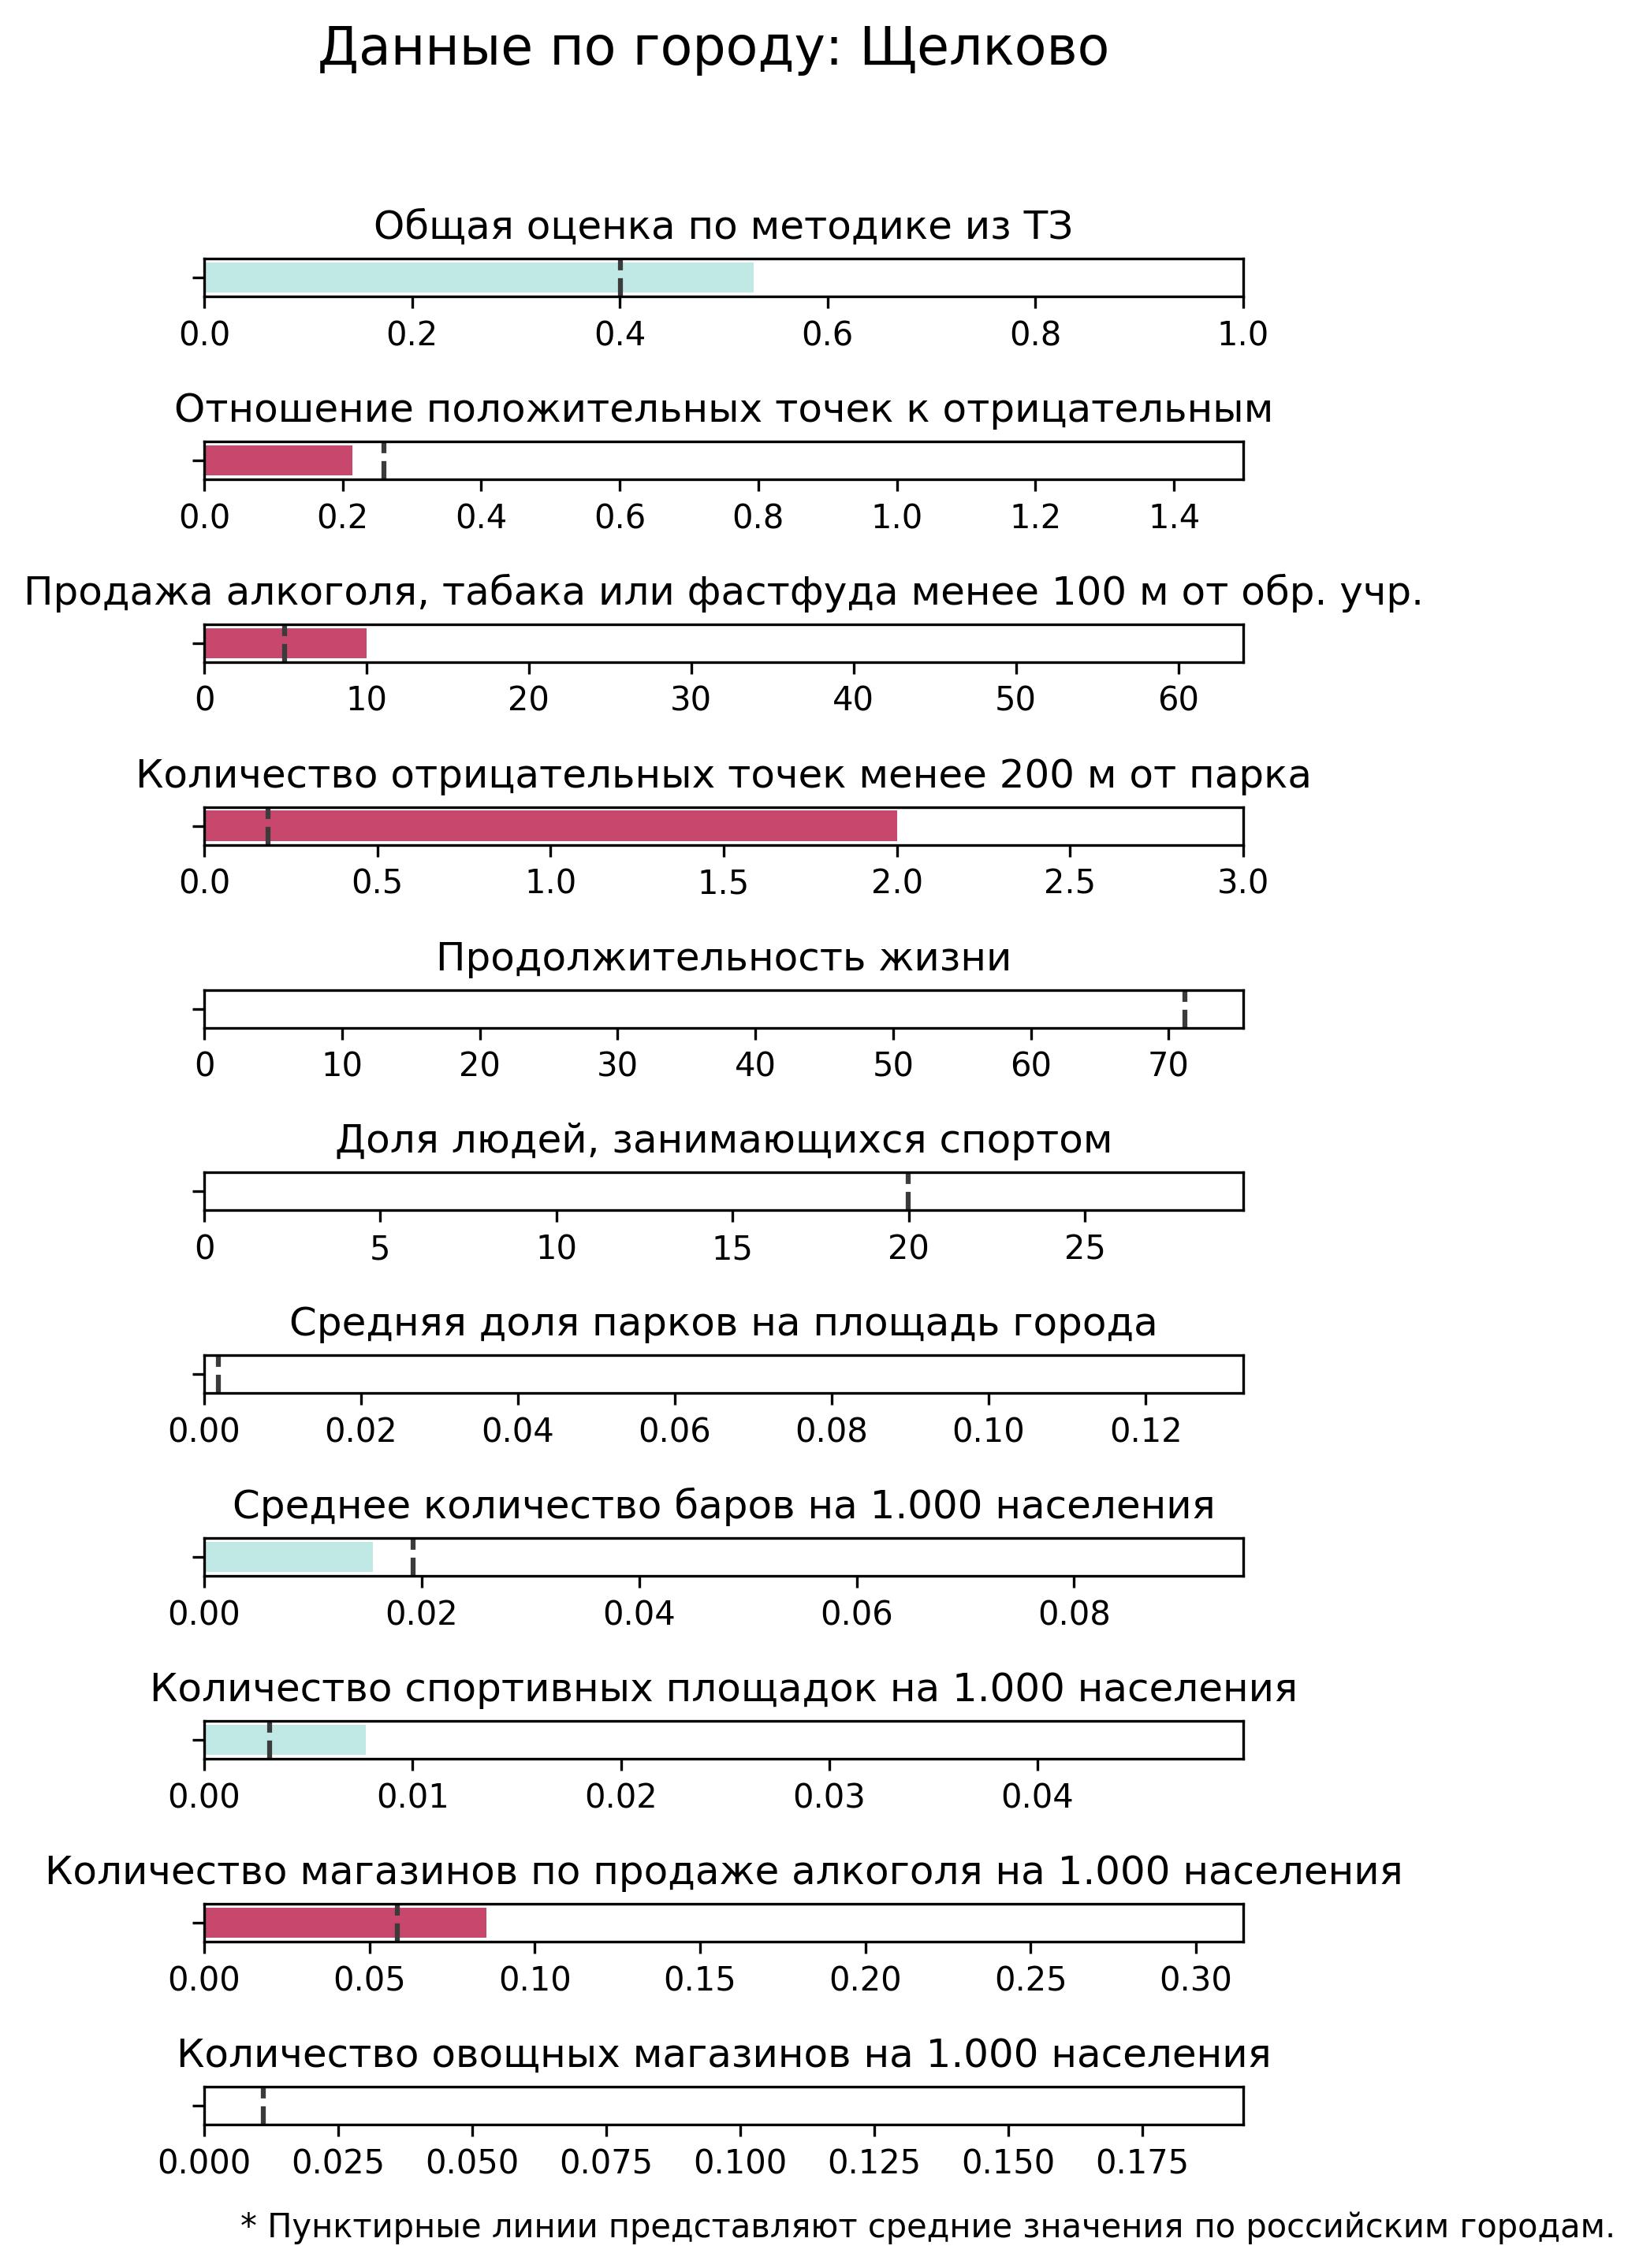 Данные по городу: Щелково
Общая оценка по методике из ТЗ
0.0 0.2 0.4 0.6 0.8 1.0
Отношение положительных точек к отрицательным
0.0 0.2 0.4 0.6 0.8 1.0 1.2 1.4
Продажа алкоголя, табака или фастфуда менее 100 м от обр. учр.
0 10 20 30 40 50 60
Количество отрицательных точек менее 200 м от парка
0.0 0.5 1.0 1.5 2.0 2.5 3.0
Продолжительность жизни
0 10 20 30 40 50 60 70
Доля людей, занимающихся спортом
0 5 10 15 20 25
Средняя доля парков на площадь города
0.00 0.02 0.04 0.06 0.08 0.10 0.12
Среднее количество баров на 1.000 населения
0.00 0.02 0.04 0.06 0.08
Количество спортивных площадок на 1.000 населения
0.00 0.01 0.02 0.03 0.04
Количество магазинов по продаже алкоголя на 1.000 населения
0.00 0.05 0.10 0.15 0.20 0.25 0.30
Количество овощных магазинов на 1.000 населения
0.000 0.025 0.050 0.075 0.100 0.125 0.150 0.175
* Пунктирные линии представляют средние значения по российским городам.